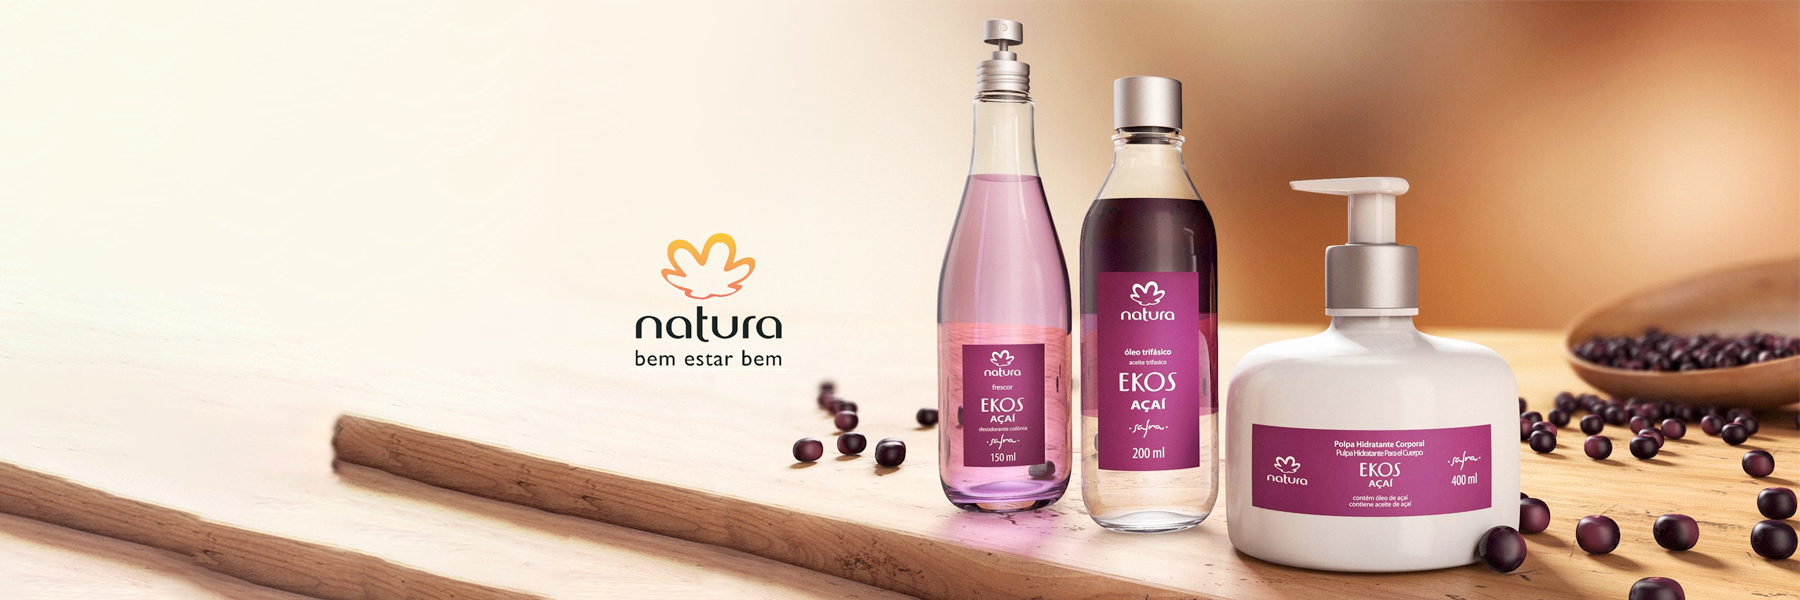 natura
bem estar bem
natura
frescor
EKOS
AÇAÍ
desodorante colônia
·safra·
150 ml
natura
óleo trifásico
aceite trifasico
EKOS
AÇAÍ
·safra·
200 ml
Polpa Hidratante Corporal
Pulpa Hidratante Para el Cuerpo
natura
EKOS
AÇAÍ
contém óleo de açaí
contiene aceite de açaí
·safra·
400 ml